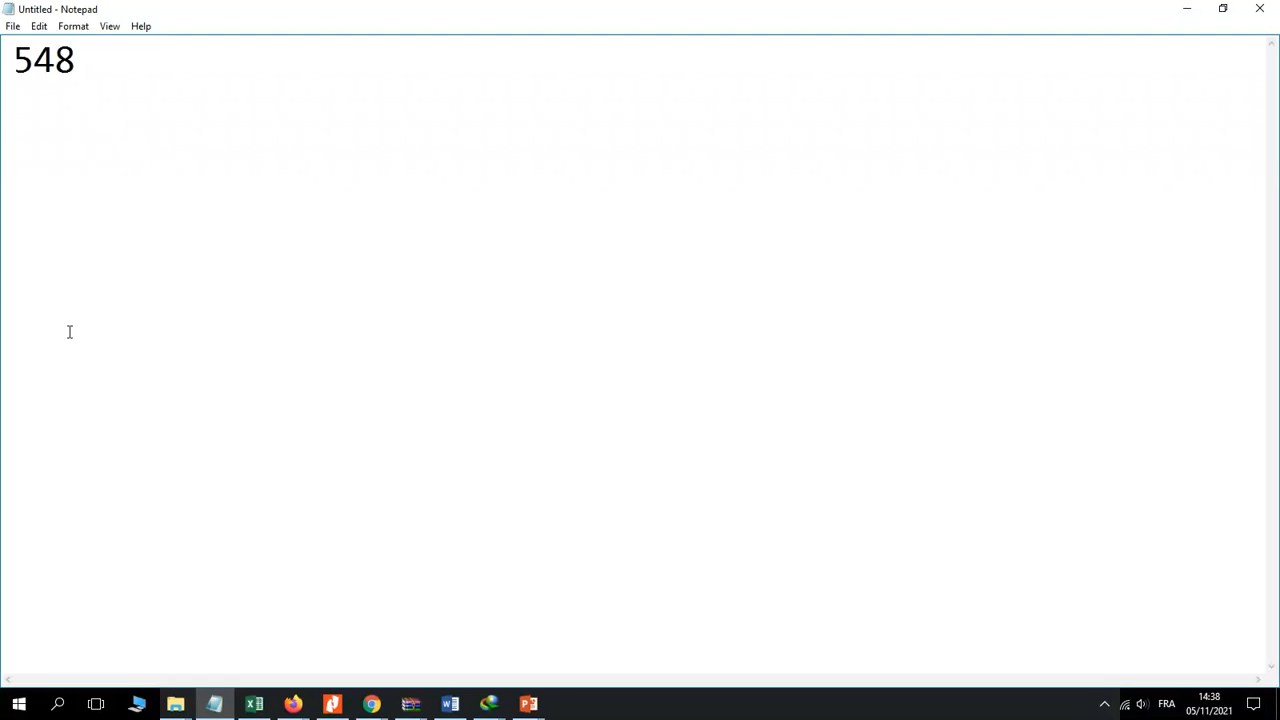 Untitled - Notepad
File Edit Format View Help
548
FRA
14:38
05/11/2021